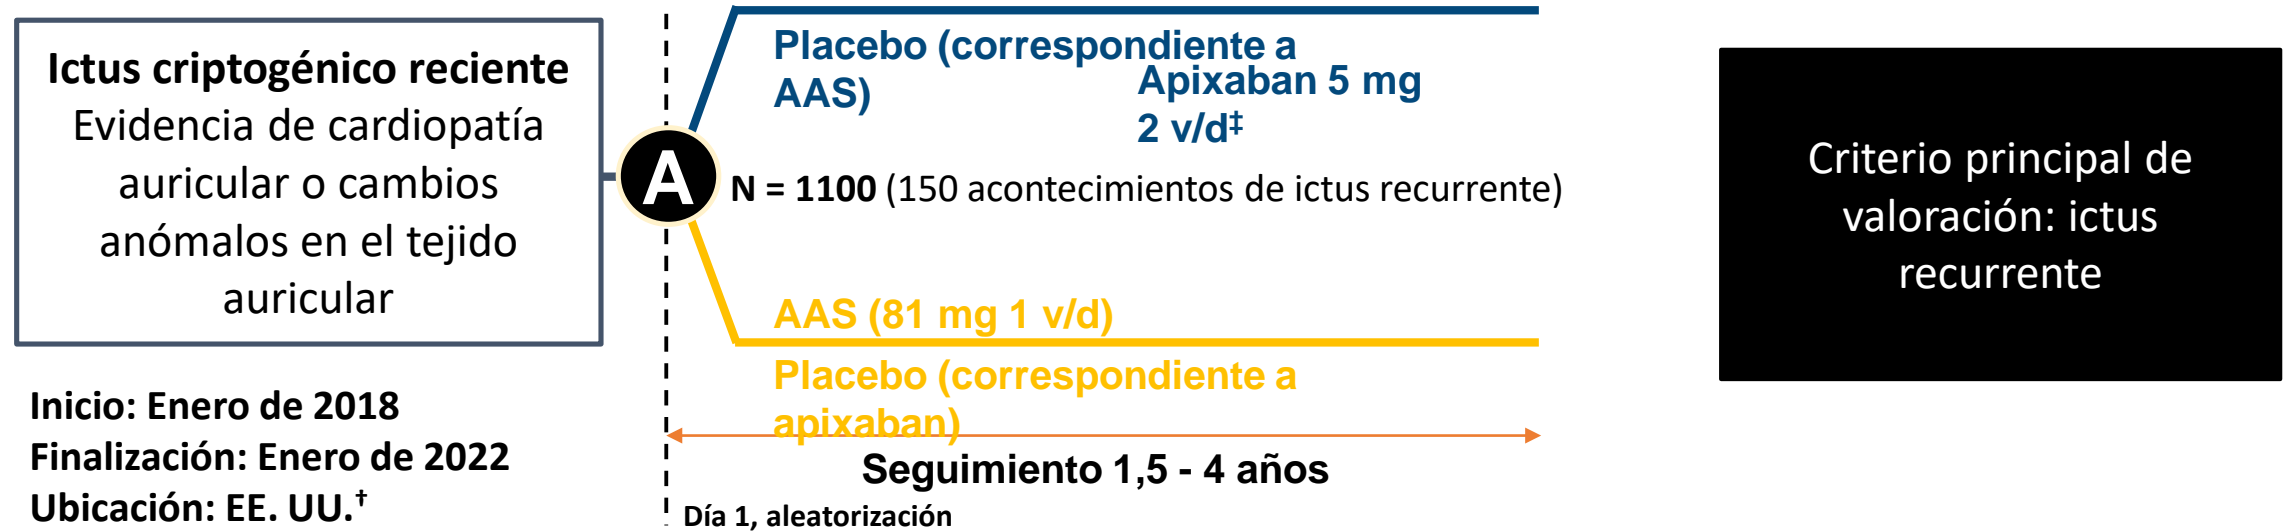 Ictus criptogénico reciente
Evidencia de cardiopatía
auricular o cambios
anómalos en el tejido
auricular
Inicio: Enero de 2018
Finalización: Enero de 2022
Ubicación: EE. UU.†
A
Placebo (correspondiente a
AAS)
Apixaban 5 mg
2 v/d‡
N = 1100 (150 acontecimientos de ictus recurrente)
AAS (81 mg 1 v/d)
Placebo (correspondiente a
apixaban)
Seguimiento 1,5 - 4 años
Día 1, aleatorización
Criterio principal de
valoración: ictus
recurrente